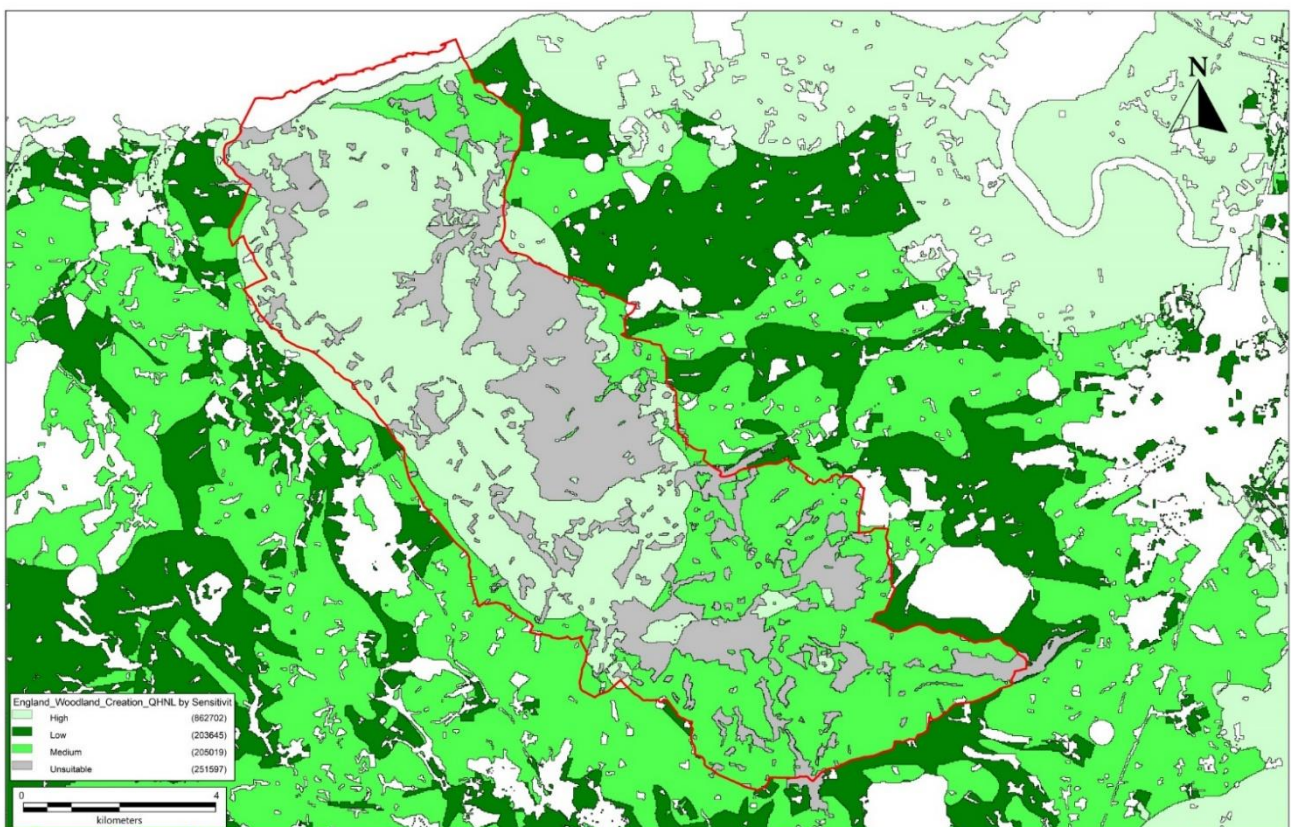 N
England_Woodland_Creation_QHNL by Sensitivit
High (862702)
Low (203645)
Medium (205019)
Unsuitable (251597)
0 4
kilometers